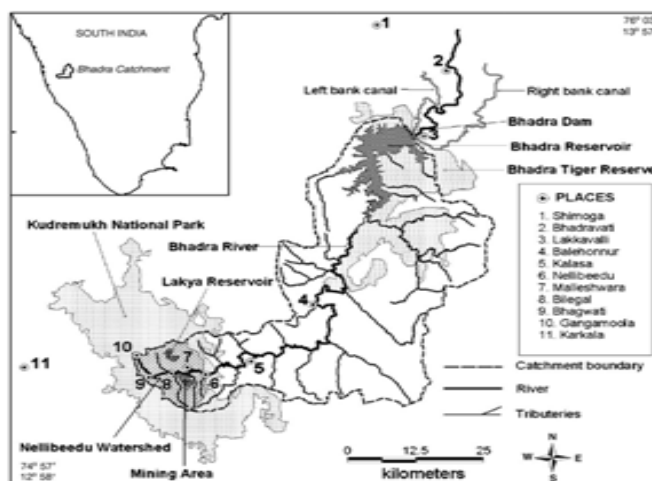 SOUTH INDIA
Bhadra Catchment
1
76° 03
13° 57
2
Left bank canal
Right bank canal
3
Bhadra Dam
Bhadra Reservoir
Bhadra Tiger Reserve
Kudremukh National Park
Bhadra River
Lakya Reservoir
4
10
7
11
9
8
6
5
Nellibeedu Watershed
Mining Area
74° 57
12° 58
PLACES
1. Shimoga
2. Bhadravati
3. Lakkavalli
4. Balehonnur
5. Kalasa
6. Nellibeedu
7. Malleshwara
8. Bilegal
9. Bhagwati
10. Gangamoola
11. Karkala
Catchment boundary
River
Tributeries
0 12.5 25
kilometers
N
W E
S